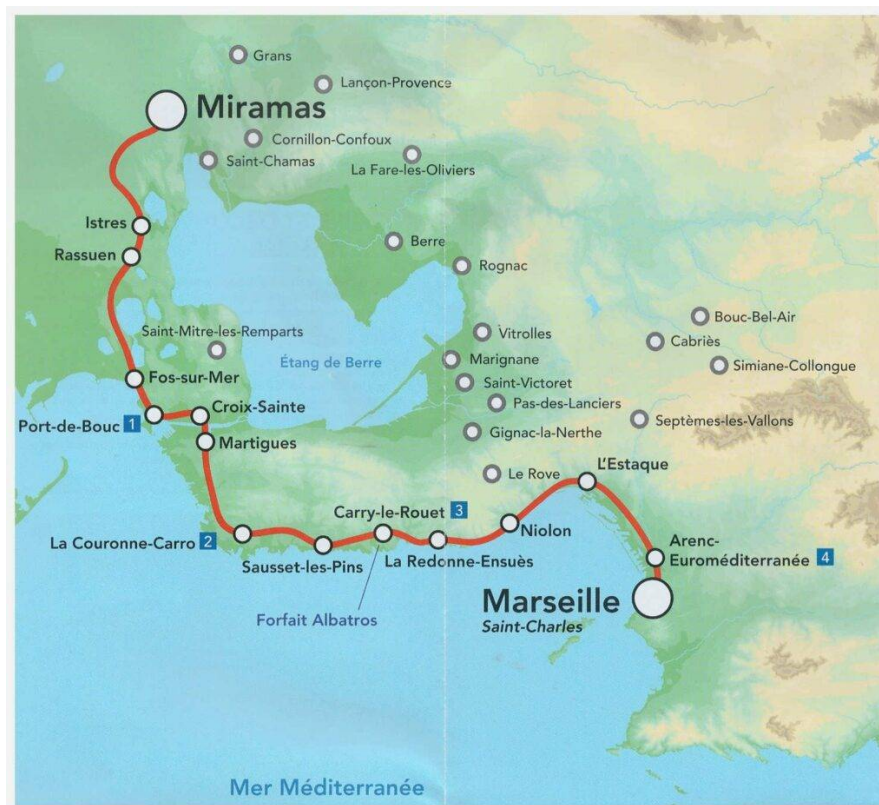 Grans
Lançon-Provence
Miramas
Cornillon-Confoux
Saint-Chamas
La Fare-les-Oliviers
Istres
Berre
Rassuen
Rognac
Bouc-Bel-Air
Saint-Mitre-les-Remparts
Vitrolles
Cabriès
Étang de Berre
Marignane
Simiane-Collongue
Fos-sur-Mer
Saint-Victoret
Croix-Sainte
Pas-des-Lanciers
Port-de-Bouc 1
Septèmes-les-Vallons
Martigues
Gignac-la-Nerthe
Le Rove
L'Estaque
Carry-le-Rouet 3
Niolon
La Couronne-Carro 2
Arenc-
Euroméditerranée 4
La Redonne-Ensuès
Sausset-les-Pins
Marseille
Saint-Charles
Forfait Albatros
Mer Méditerranée